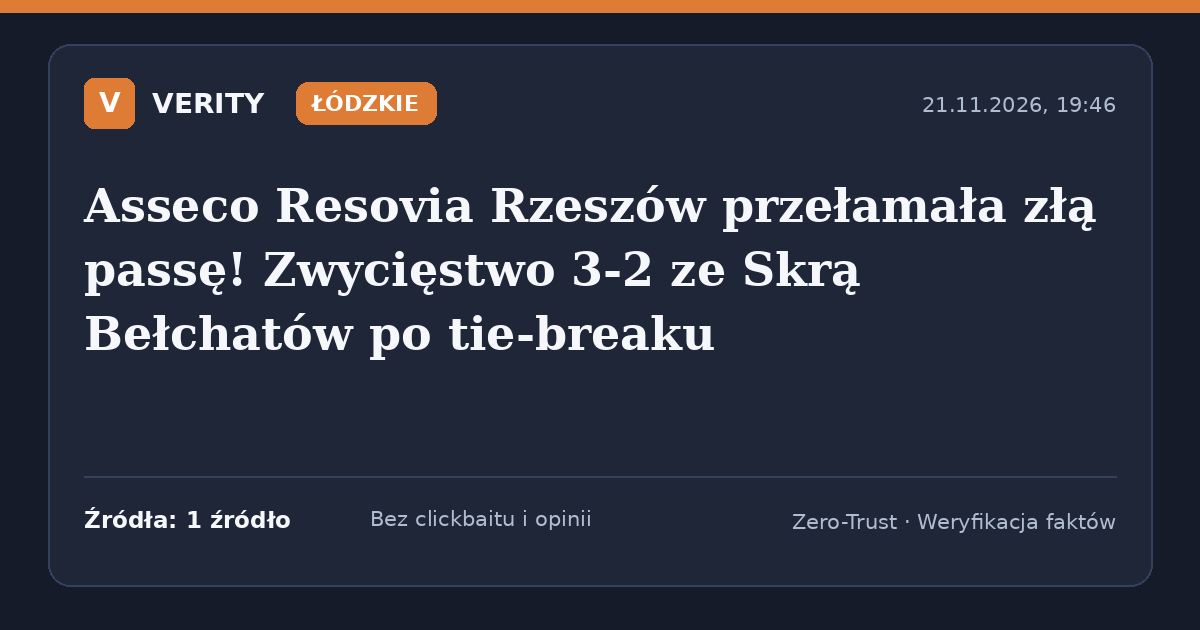 V VERITY ŁÓDZKIE 21.11.2026, 19:46
Asseco Resovia Rzeszów przełamała złą
passę! Zwycięstwo 3-2 ze Skrą
Bełchatów po tie-breaku
Źródła: 1 źródło Bez clickbaitu i opinii Zero-Trust · Weryfikacja faktów